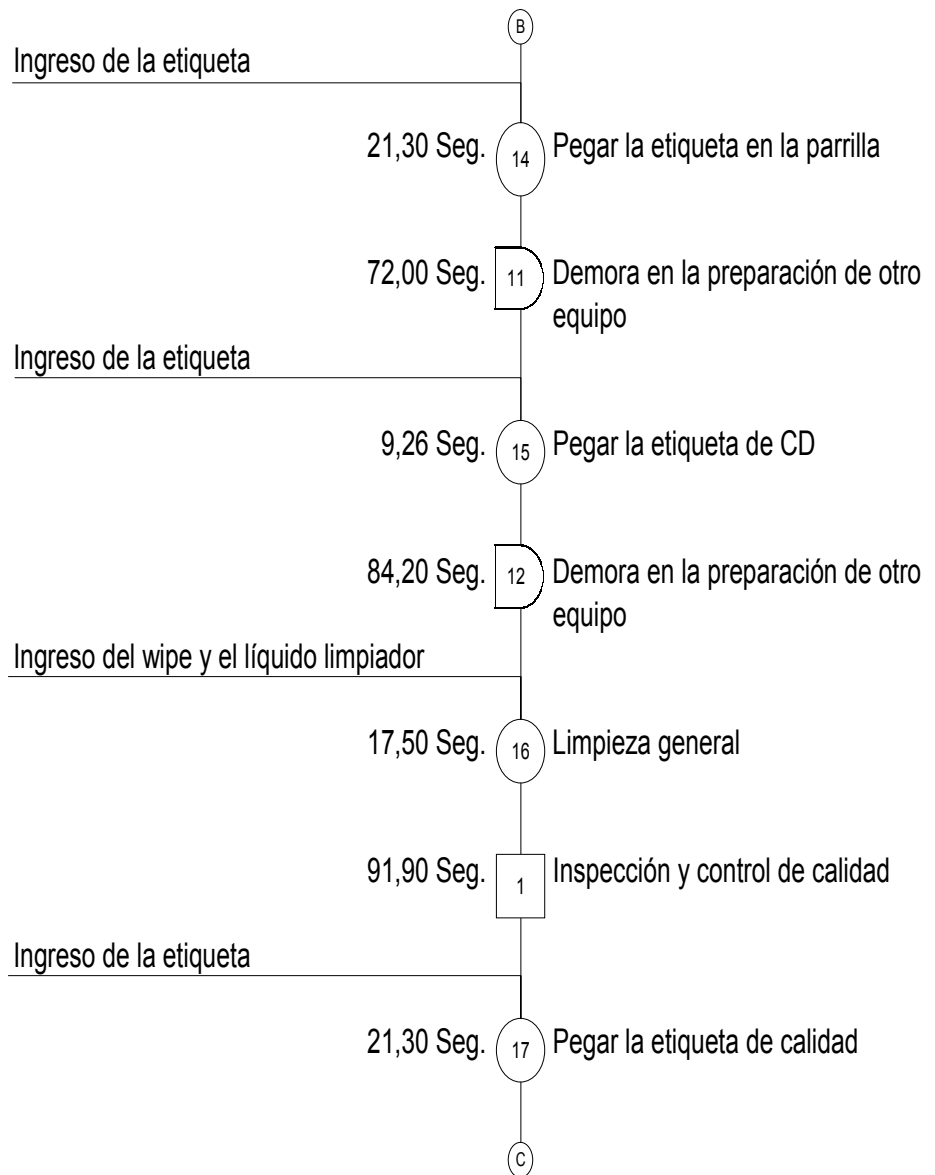 B
Ingreso de la etiqueta
21,30 Seg. 14 Pegar la etiqueta en la parrilla
72,00 Seg. 11 Demora en la preparación de otro
equipo
Ingreso de la etiqueta
9,26 Seg. 15 Pegar la etiqueta de CD
84,20 Seg. 12 Demora en la preparación de otro
equipo
Ingreso del wipe y el líquido limpiador
17,50 Seg. 16 Limpieza general
91,90 Seg. 1 Inspección y control de calidad
Ingreso de la etiqueta
21,30 Seg. 17 Pegar la etiqueta de calidad
C